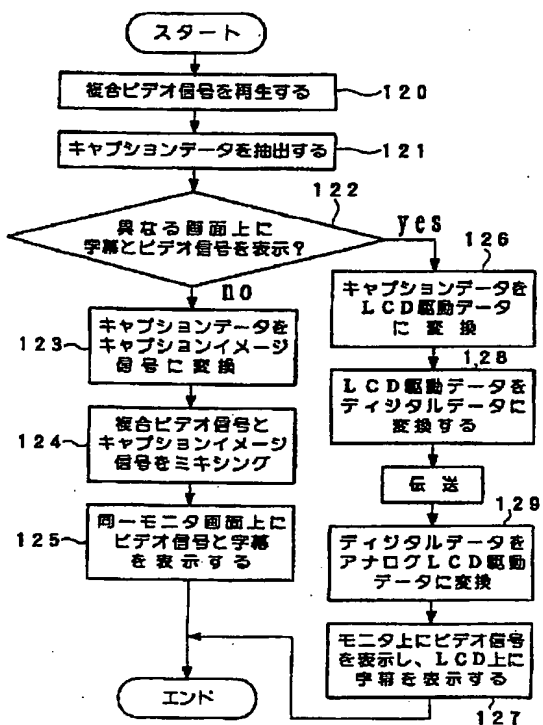 スタート
複合ビデオ信号を再生する
120
キャプションデータを抽出する
121
122
異なる画面上に
字幕とビデオ信号を表示?
yes
no
123
キャプションデータを
キャプションイメージ
信号に変換
124
複合ビデオ信号と
キャプションイメージ
信号をミキシング
125
同一モニタ画面上に
ビデオ信号と字幕
を表示する
126
キャプションデータを
LCD駆動データ
に変換
128
LCD駆動データを
ディジタルデータに
変換する
伝送
129
ディジタルデータを
アナログLCD駆動
データに変換
モニタ上にビデオ信号
を表示し、LCD上に
字幕を表示する
127
エンド